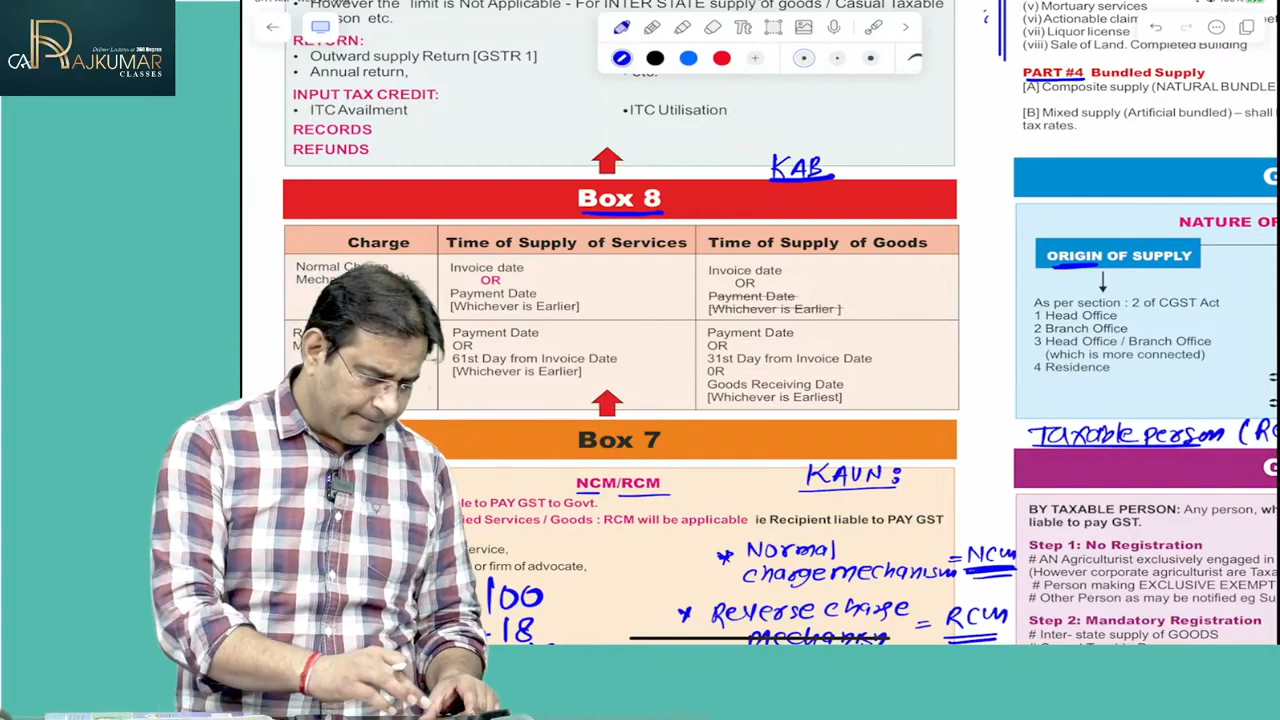 Deliver Lectures at 360 Degree
CA RAJKUMAR
CLASSES
However the limit is Not Applicable - For INTER STATE supply of goods / Casual Taxable
son etc.
RETURN:
• Outward supply Return [GSTR 1]
• Annual return,
etc.
INPUT TAX CREDIT:
• ITC Availment
• ITC Utilisation
RECORDS
REFUNDS
KAB
Box 8
Charge
Time of Supply of Services
Time of Supply of Goods
Normal Charge
Invoice date
OR
Payment Date
[Whichever is Earlier]
Invoice date
OR
Payment Date
[Whichever is Earlier ]
Payment Date
OR
61st Day from Invoice Date
[Whichever is Earlier]
Payment Date
OR
31st Day from Invoice Date
0R
Goods Receiving Date
[Whichever is Earliest]
Box 7
NCM/RCM
KAUN:
le to PAY GST to Govt.
ied Services / Goods : RCM will be applicable ie Recipient liable to PAY GST
ervice,
or firm of advocate,
* Normal
chargemechanism = NCM
* Reverse charge
mechanism = RCM
100
18
(v) Mortuary services
(vi) Actionable claim
(vii) Liquor license
(viii) Sale of Land. Completed Building
PART #4 Bundled Supply
[A] Composite supply (NATURAL BUNDLE
[B] Mixed supply (Artificial bundled) – shall
tax rates.
G
NATURE OF
ORIGIN OF SUPPLY
As per section : 2 of CGST Act
1 Head Office
2 Branch Office
3 Head Office / Branch Office
(which is more connected)
4 Residence
Taxable person (R
G
BY TAXABLE PERSON: Any person, wh
liable to pay GST.
Step 1: No Registration
# AN Agriculturist exclusively engaged in
(However corporate agriculturist are Taxa
# Person making EXCLUSIVE EXEMPT
# Other Person as may be notified eg Su
Step 2: Mandatory Registration
# Inter- state supply of GOODS